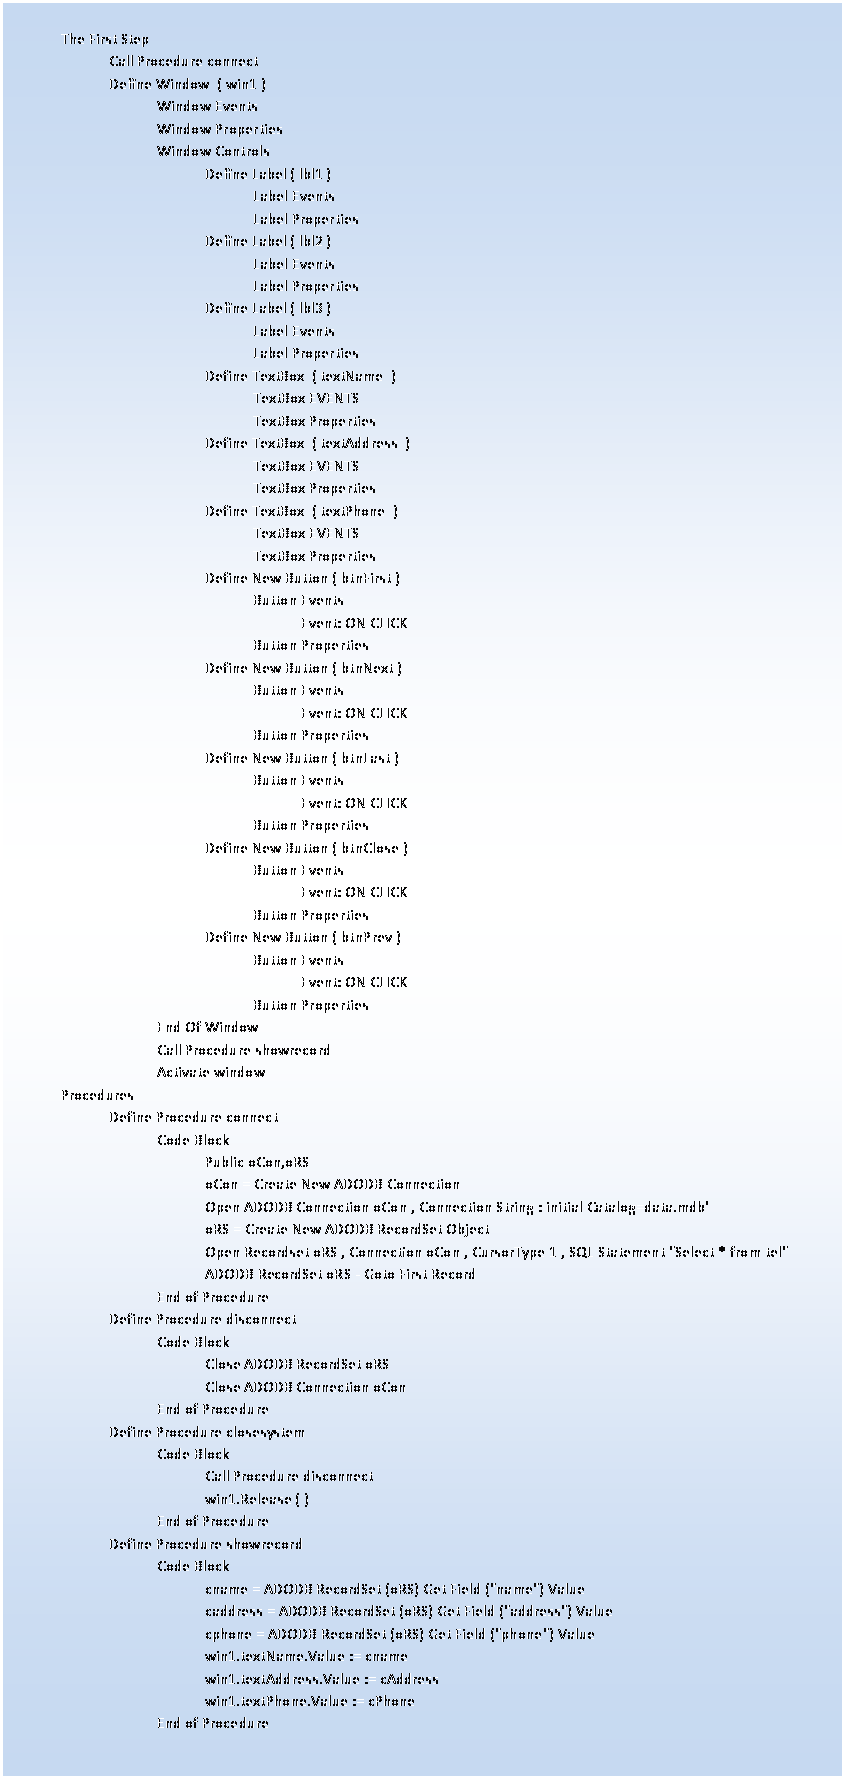 The First Step
Call Procedure connect
Define Window ( win1 )
Window Events
Window Properties
Window Controls
Define Label ( lbl1 )
Label Events
Label Properties
Define Label ( lbl2 )
Label Events
Label Properties
Define Label ( lbl3 )
Label Events
Label Properties
Define TextBox ( textName )
TextBox EVENTS
TextBox Properties
Define TextBox ( textAddress )
TextBox EVENTS
TextBox Properties
Define TextBox ( textPhone )
TextBox EVENTS
TextBox Properties
Define New Button ( btnFirst )
Button Events
Event: ON CLICK
Button Properties
Define New Button ( btnNext )
Button Events
Event: ON CLICK
Button Properties
Define New Button ( btnLast )
Button Events
Event: ON CLICK
Button Properties
Define New Button ( btnClose )
Button Events
Event: ON CLICK
Button Properties
Define New Button ( btnPrev )
Button Events
Event: ON CLICK
Button Properties
End Of Window
Call Procedure showrecord
Activate window
Procedures
Define Procedure connect
Code Block
Public oCon,oRS
oCon = Create New ADODB Connection
Open ADODB Connection oCon , Connection String : initial Catalog=data.mdb'
oRS = Create New ADODB RecordSet Object
Open Recordset oRS , Connection oCon , CursorType 1 , SQL Statement "Select * from tel"
ADODB RecordSet oRS - Goto First Record
End of Procedure
Define Procedure disconnect
Code Block
Close ADODB RecordSet oRS
Close ADODB Connection oCon
End of Procedure
Define Procedure closesystem
Code Block
Call Procedure disconnect
win1.Release ( )
End of Procedure
Define Procedure showrecord
Code Block
cname = ADODB RecordSet (oRS) Get Field ("name") Value
caddress = ADODB RecordSet (oRS) Get Field ("address") Value
cphone = ADODB RecordSet (oRS) Get Field ("phone") Value
win1.textName.Value := cname
win1.textAddress.Value := cAddress
win1.textPhone.Value := cPhone
End of Procedure